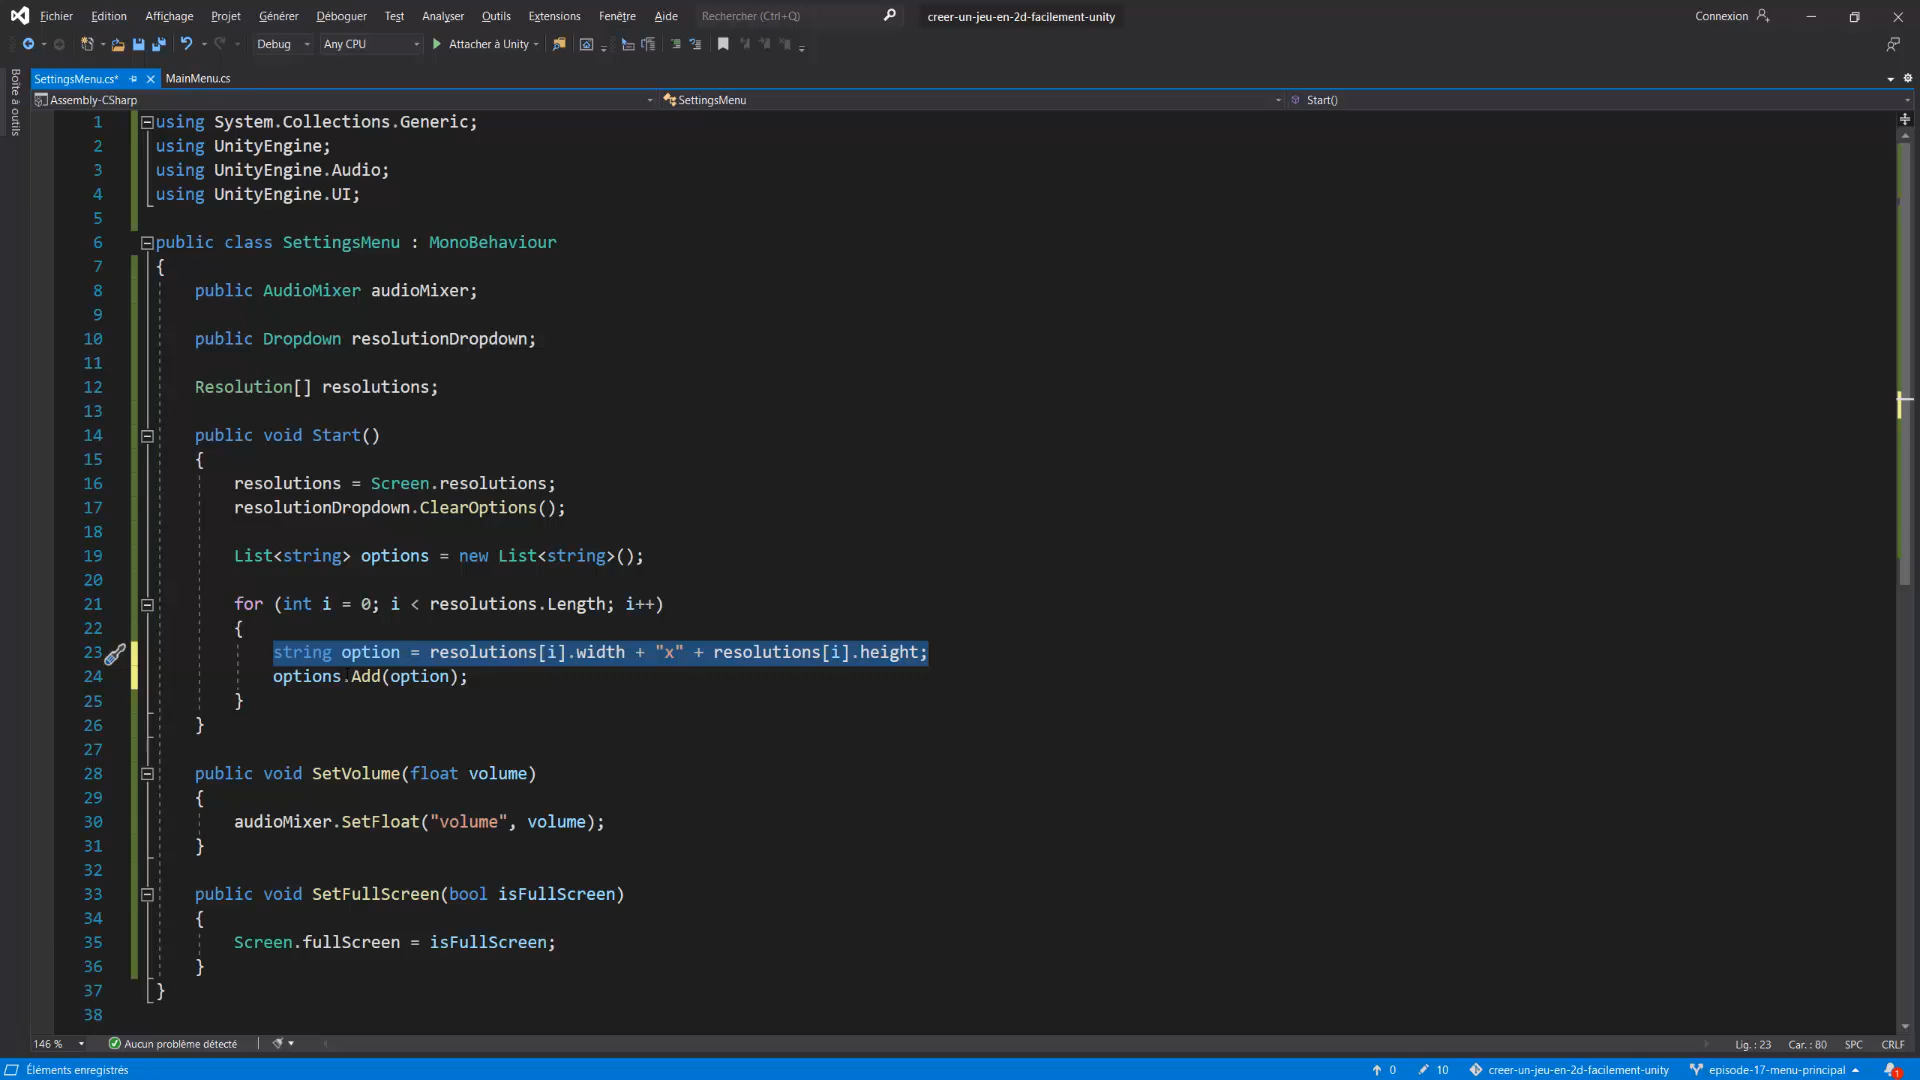 Fichier Edition Affichage Projet Générer Déboguer Test Analyser Outils Extensions Fenêtre Aide Rechercher (Ctrl+Q) creer-un-jeu-en-2d-facilement-unity Connexion
Debug Any CPU Attacher à Unity
SettingsMenu.cs* MainMenu.cs
Boîte à outils
Assembly-CSharp SettingsMenu Start()
1 using System.Collections.Generic;
2 using UnityEngine;
3 using UnityEngine.Audio;
4 using UnityEngine.UI;
5
6 public class SettingsMenu : MonoBehaviour
7 {
8 public AudioMixer audioMixer;
9
10 public Dropdown resolutionDropdown;
11
12 Resolution[] resolutions;
13
14 public void Start()
15 {
16 resolutions = Screen.resolutions;
17 resolutionDropdown.ClearOptions();
18
19 List<string> options = new List<string>();
20
21 for (int i = 0; i < resolutions.Length; i++)
22 {
23 string option = resolutions[i].width + "x" + resolutions[i].height;
24 options.Add(option);
25 }
26 }
27
28 public void SetVolume(float volume)
29 {
30 audioMixer.SetFloat("volume", volume);
31 }
32
33 public void SetFullScreen(bool isFullScreen)
34 {
35 Screen.fullScreen = isFullScreen;
36 }
37 }
38
146 % Aucun problème détecté Lig. : 23 Car. : 80 SPC CRLF
Éléments enregistrés 0 10 creer-un-jeu-en-2d-facilement-unity episode-17-menu-principal 1